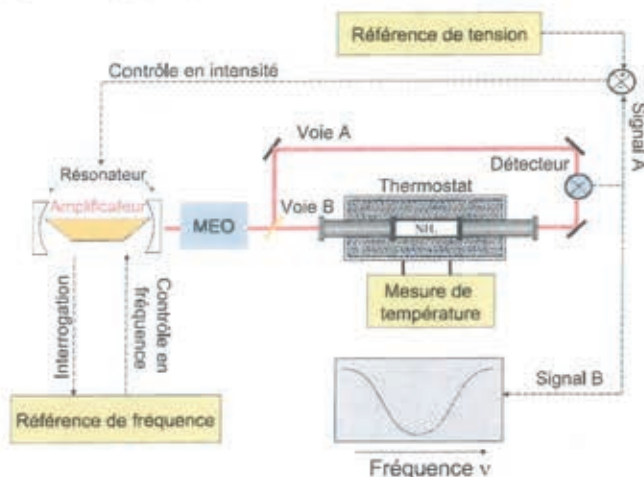 Référence de tension
Contrôle en intensité
Signal A
Voie A
Détecteur
Résonateur
Thermostat
Amplificateur
Voie B
MEO
NH₃
Mesure de
température
Interrogation
Contrôle en
fréquence
Signal B
Référence de fréquence
Fréquence ν